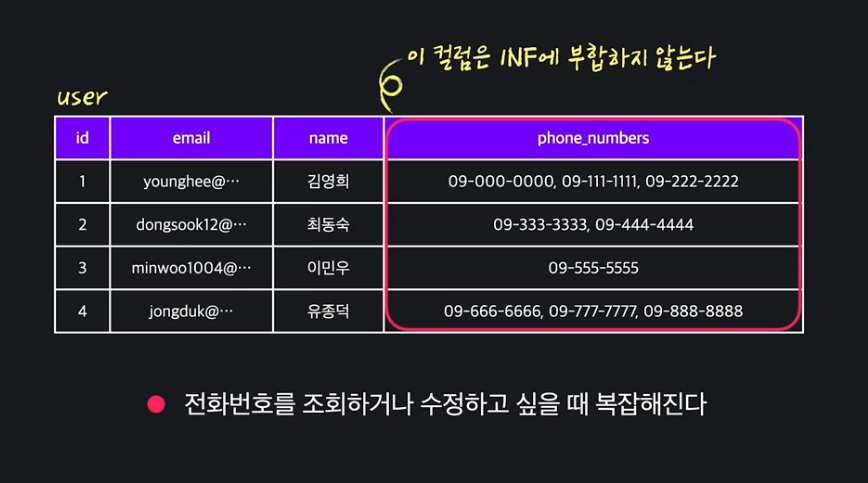 이 컬럼은 1NF에 부합하지 않는다
user
id email name phone_numbers
1 younghee@⋯ 김영희 09-000-0000, 09-111-1111, 09-222-2222
2 dongsook12@⋯ 최동숙 09-333-3333, 09-444-4444
3 minwoo1004@⋯ 이민우 09-555-5555
4 jongduk@⋯ 유종덕 09-666-6666, 09-777-7777, 09-888-8888
전화번호를 조회하거나 수정하고 싶을 때 복잡해진다